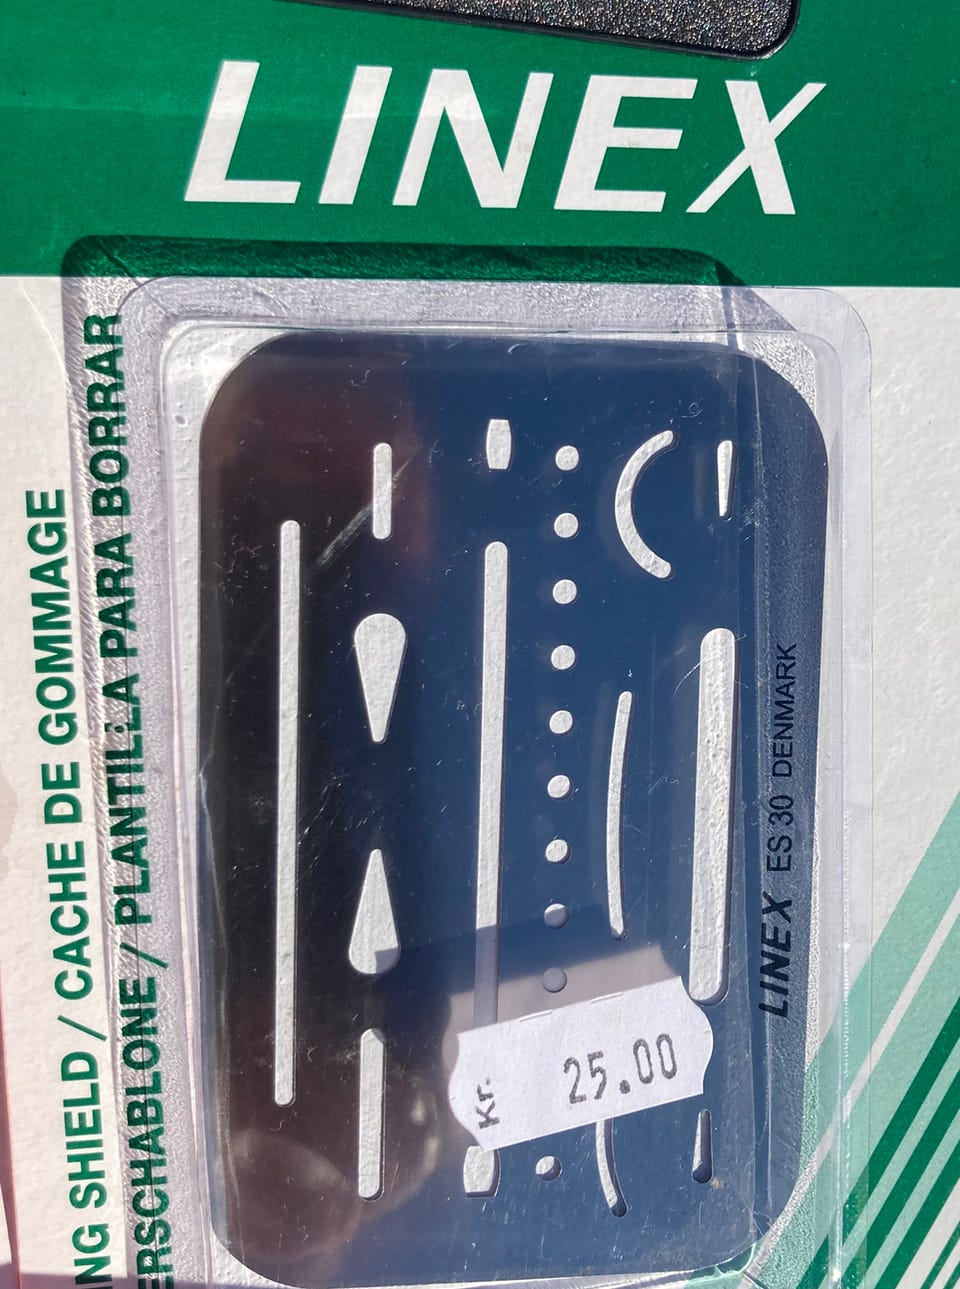 LINEX
NG SHIELD / CACHE DE GOMMAGE
ERSCHABLONE / PLANTILLA PARA BORRAR
LINEX ES 30 DENMARK
Kr. 25.00